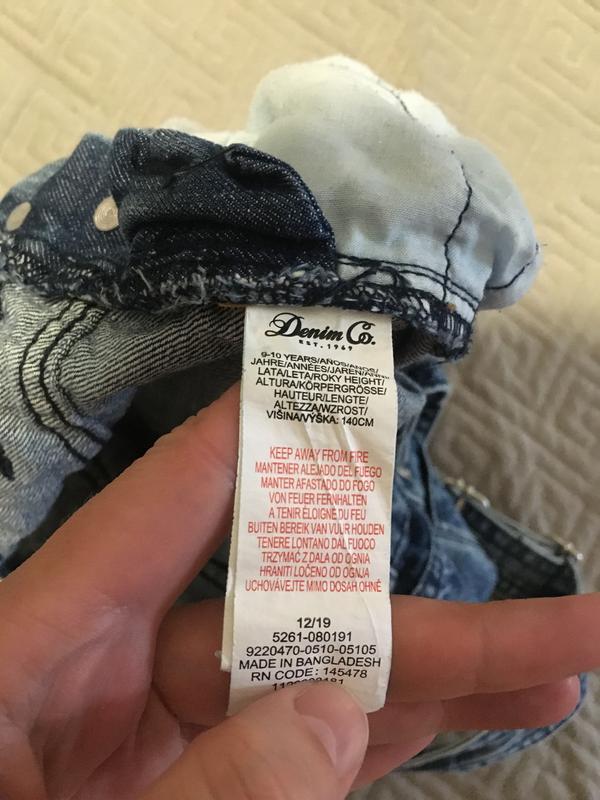 Denim Co.
EST. 1969
9-10 YEARS/AÑOS/ANOS/
JAHRE/ANNÉES/JAREN/ANNI
LATA/LETA/ROKY HEIGHT/
ALTURA/KÖRPERGRÖSSE/
HAUTEUR/LENGTE/
ALTEZZA/WZROST/
VIŠINA/VÝŠKA: 140CM
KEEP AWAY FROM FIRE
MANTENER ALEJADO DEL FUEGO
MANTER AFASTADO DO FOGO
VON FEUER FERNHALTEN
A TENIR ÉLOIGNÉ DU FEU
BUITEN BEREIK VAN VUUR HOUDEN
TENERE LONTANO DAL FUOCO
TRZYMAĆ Z DALA OD OGNIA
HRANITI LOČENO OD OGNJA
UCHOVÁVEJTE MIMO DOSAH OHNĚ
12/19
5261-080191
9220470-0510-05105
MADE IN BANGLADESH
RN CODE: 145478